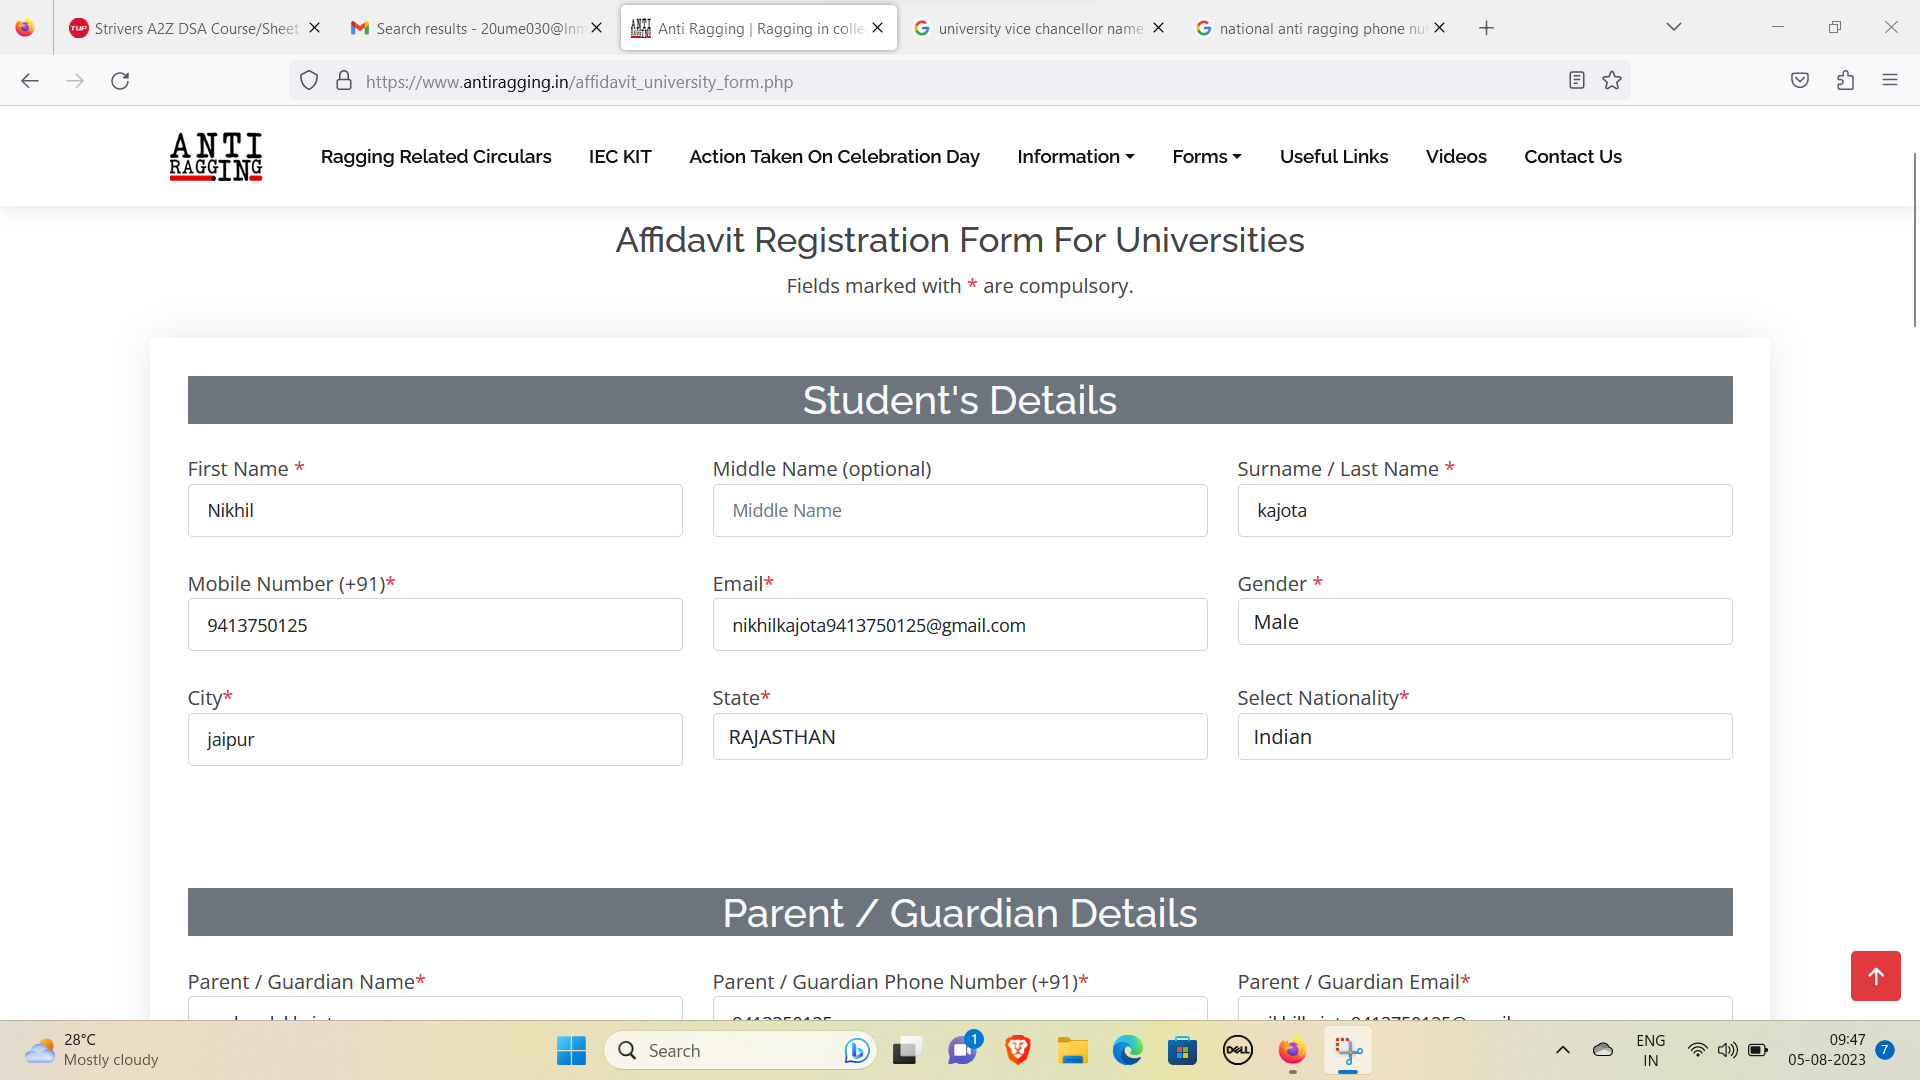 Strivers A2Z DSA Course/Sheet
Search results - 20ume030@lnm
Anti Ragging | Ragging in colle
university vice chancellor name
national anti ragging phone nu
https://www.antiragging.in/affidavit_university_form.php
ANTI
RAGGING
Ragging Related Circulars
IEC KIT
Action Taken On Celebration Day
Information
Forms
Useful Links
Videos
Contact Us
Affidavit Registration Form For Universities
Fields marked with * are compulsory.
Student's Details
First Name *
Middle Name (optional)
Surname / Last Name *
Nikhil
Middle Name
kajota
Mobile Number (+91)*
Email*
Gender *
9413750125
nikhilkajota9413750125@gmail.com
Male
City*
State*
Select Nationality*
jaipur
RAJASTHAN
Indian
Parent / Guardian Details
Parent / Guardian Name*
Parent / Guardian Phone Number (+91)*
Parent / Guardian Email*
28°C
Mostly cloudy
Search
1
DELL
ENG
IN
09:47
05-08-2023
7